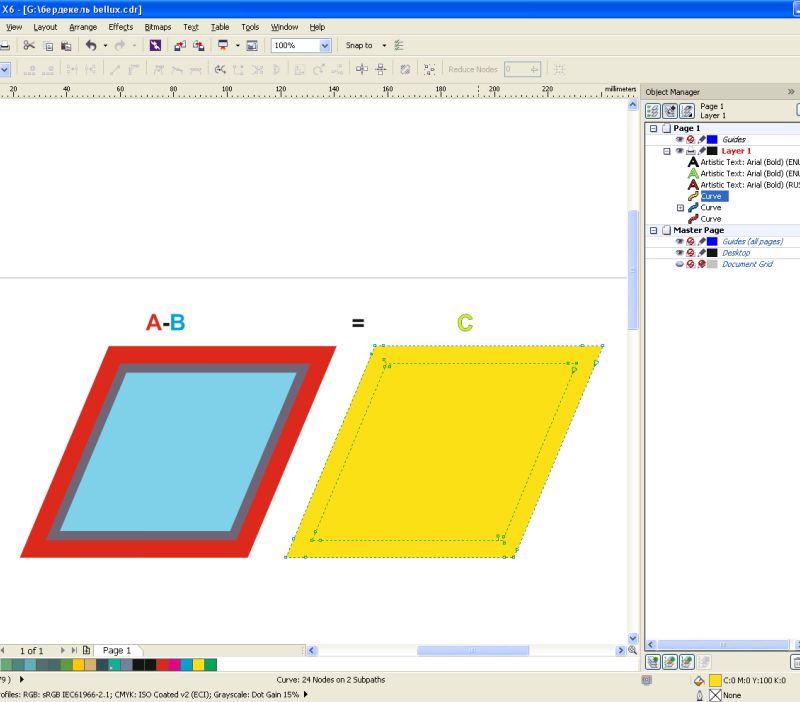 X6 - [G:\бердекель bellux.cdr]
View Layout Arrange Effects Bitmaps Text Table Tools Window Help
100% Snap to
Reduce Nodes 0
20 40 60 80 100 120 140 160 180 200 220 millimeters
Object Manager
Page 1
Layer 1
Page 1
Guides
Layer 1
Artistic Text: Arial (Bold) (ENU
Artistic Text: Arial (Bold) (ENU
Artistic Text: Arial (Bold) (RUS
Curve
Curve
Curve
Master Page
Guides (all pages)
Desktop
Document Grid
A-B = C
1 of 1 Page 1
79 ) Curve: 24 Nodes on 2 Subpaths C:0 M:0 Y:100 K:0
ofiles: RGB: sRGB IEC61966-2.1; CMYK: ISO Coated v2 (ECI); Grayscale: Dot Gain 15% None